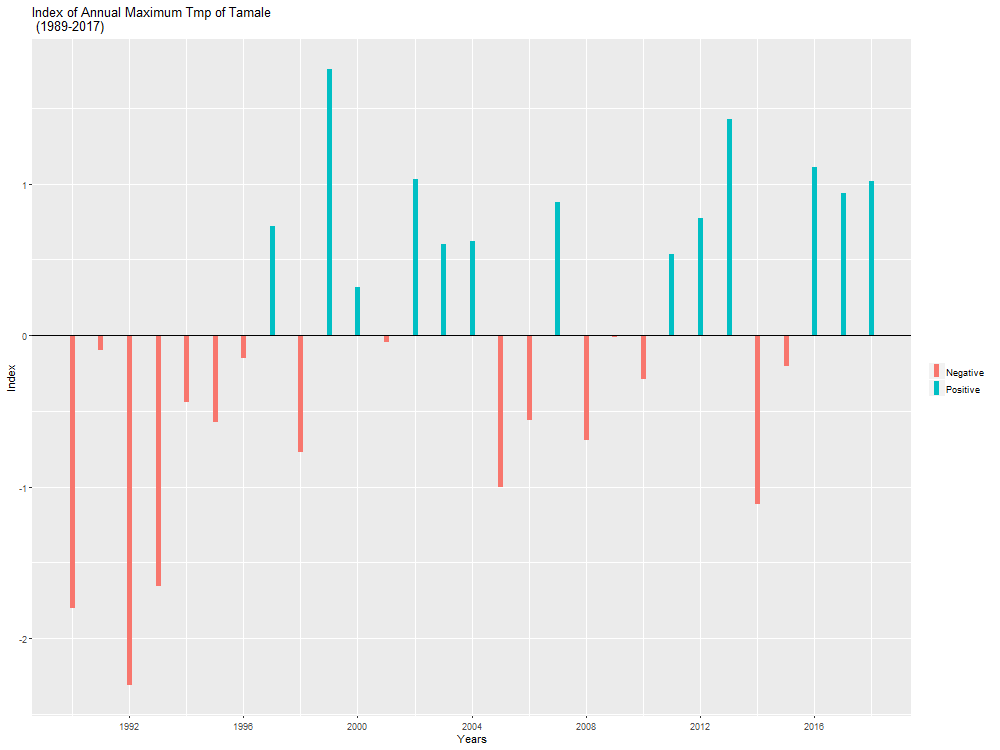 Index of Annual Maximum Tmp of Tamale
(1989-2017)
1
0
-1
-2
Index
1992
1996
2000
2004
2008
2012
2016
Years
Negative
Positive